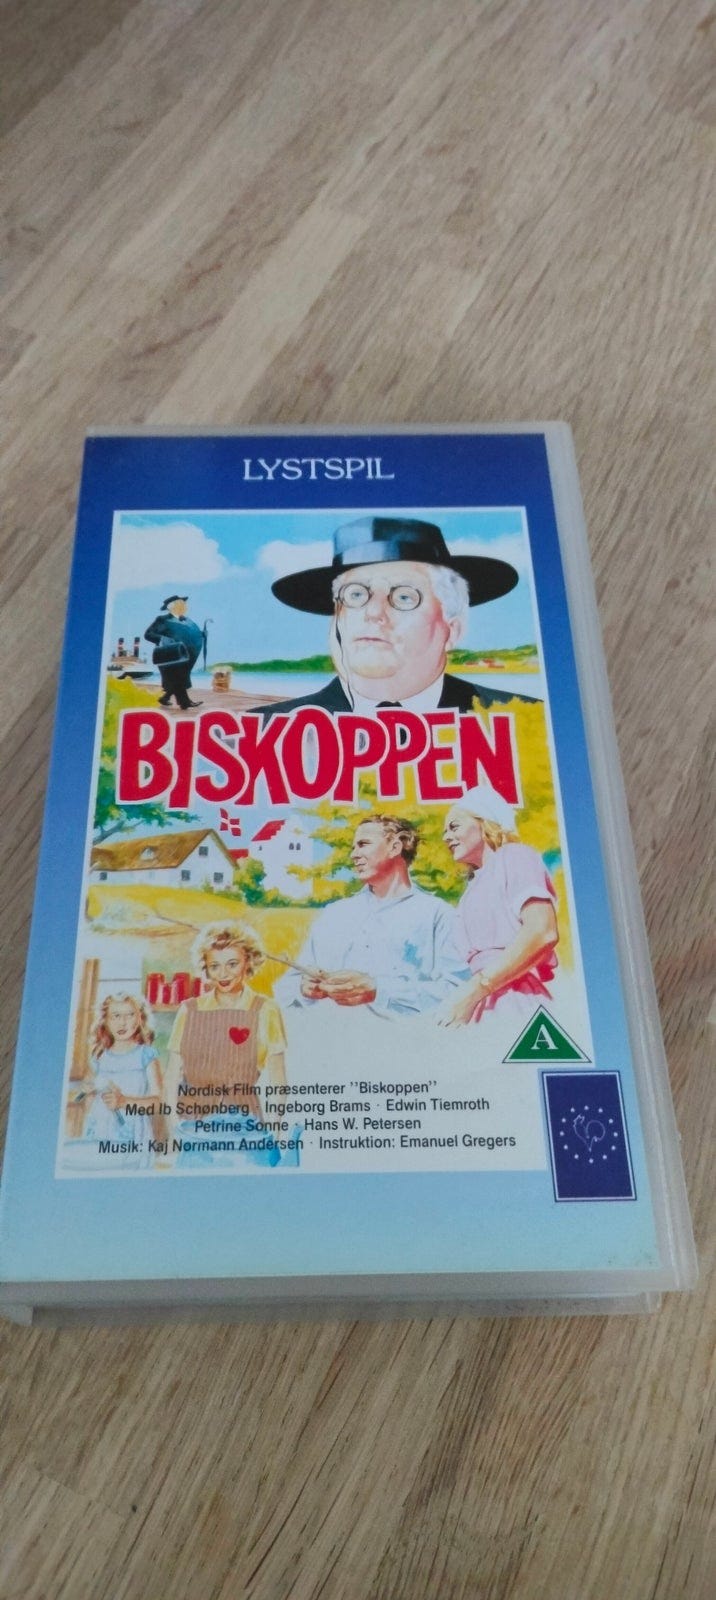 LYSTSPIL
BISKOPPEN
A
Nordisk Film præsenterer ''Biskoppen''
Med Ib Schønberg · Ingeborg Brams · Edwin Tiemroth
Petrine Sonne · Hans W. Petersen
Musik: Kaj Normann Andersen · Instruktion: Emanuel Gregers